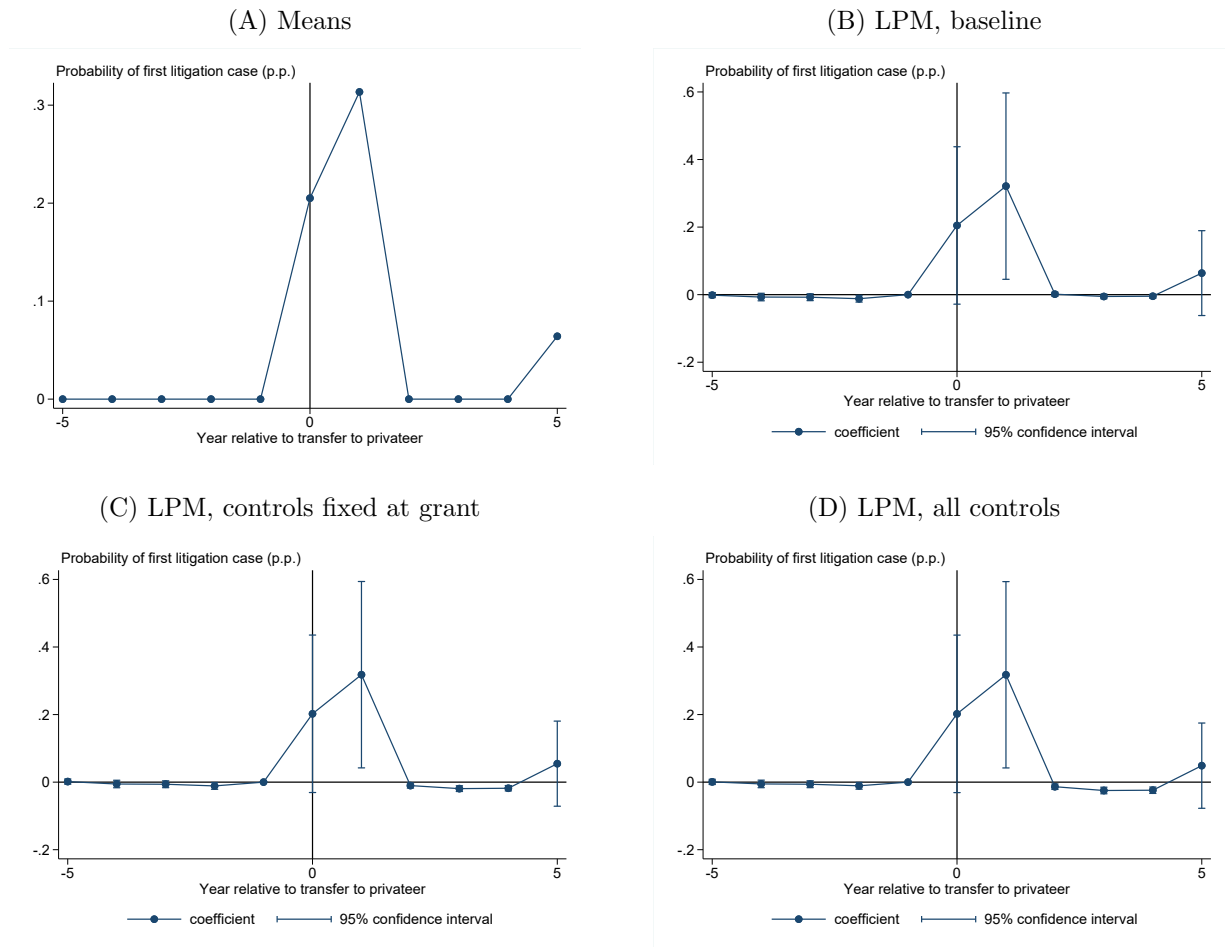 (A) Means
Probability of first litigation case (p.p.)
.3
.2
.1
0
-5
0
5
Year relative to transfer to privateer
(B) LPM, baseline
Probability of first litigation case (p.p.)
.6
.4
.2
0
-.2
-5
0
5
Year relative to transfer to privateer
coefficient
95% confidence interval
(C) LPM, controls fixed at grant
Probability of first litigation case (p.p.)
.6
.4
.2
0
-.2
-5
0
5
Year relative to transfer to privateer
coefficient
95% confidence interval
(D) LPM, all controls
Probability of first litigation case (p.p.)
.6
.4
.2
0
-.2
-5
0
5
Year relative to transfer to privateer
coefficient
95% confidence interval